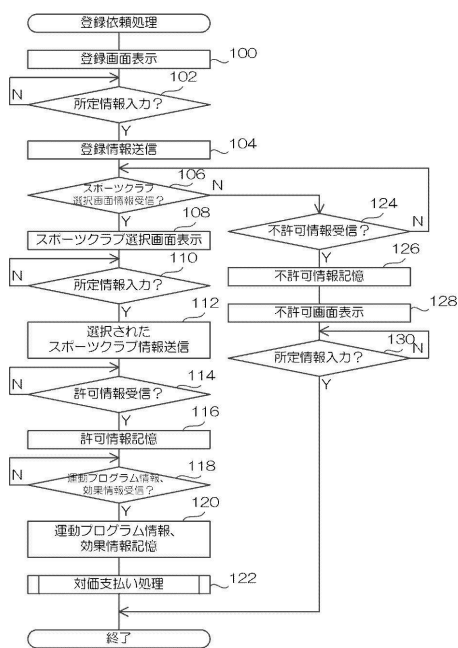 登録依頼処理
登録画面表示
100
102
N
所定情報入力？
Y
登録情報送信
104
106
スポーツクラブ
選択画面情報受信？
N
Y
108
スポーツクラブ選択画面表示
110
N
所定情報入力？
Y
112
選択された
スポーツクラブ情報送信
114
N
許可情報受信？
Y
116
許可情報記憶
118
N
運動プログラム情報、
効果情報受信？
Y
120
運動プログラム情報、
効果情報記憶
対価支払い処理
122
124
不許可情報受信？
N
Y
126
不許可情報記憶
128
不許可画面表示
130
所定情報入力？
N
Y
終了